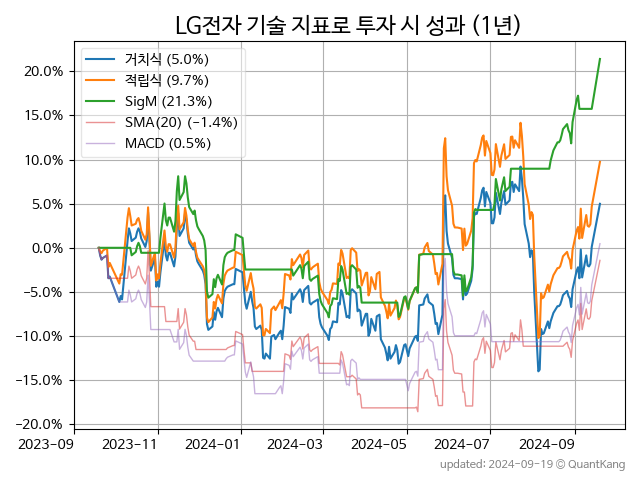 LG전자 기술 지표로 투자 시 성과 (1년)
거치식 (5.0%)
적립식 (9.7%)
SigM (21.3%)
SMA(20) (−1.4%)
MACD (0.5%)
20.0%
15.0%
10.0%
5.0%
0.0%
−5.0%
−10.0%
−15.0%
−20.0%
2023-09 2023-11 2024-01 2024-03 2024-05 2024-07 2024-09
updated: 2024-09-19 © QuantKang